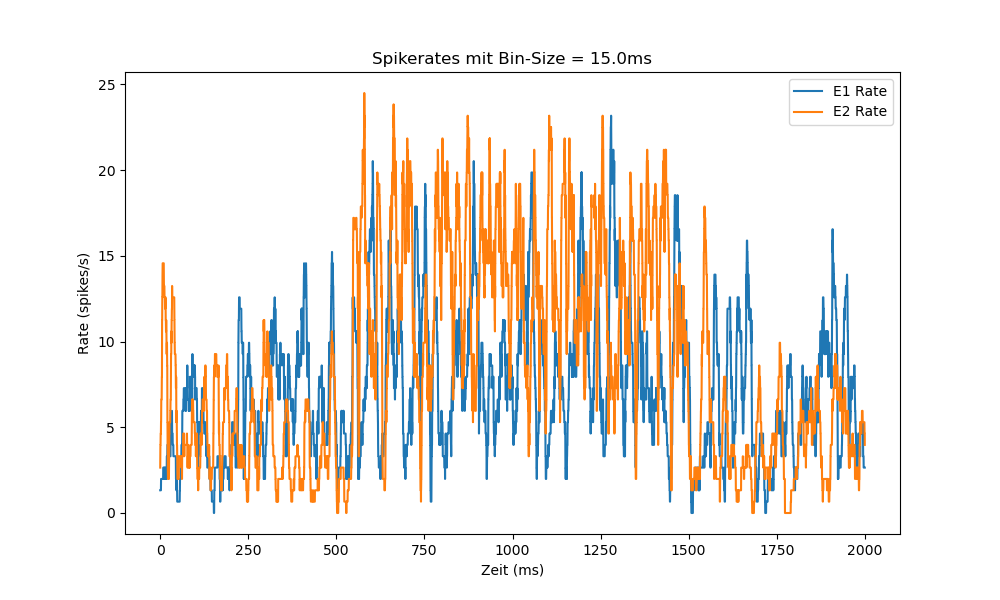 Spikerates mit Bin-Size = 15.0ms
E1 Rate
E2 Rate
25
20
15
10
5
0
Rate (spikes/s)
0 250 500 750 1000 1250 1500 1750 2000
Zeit (ms)